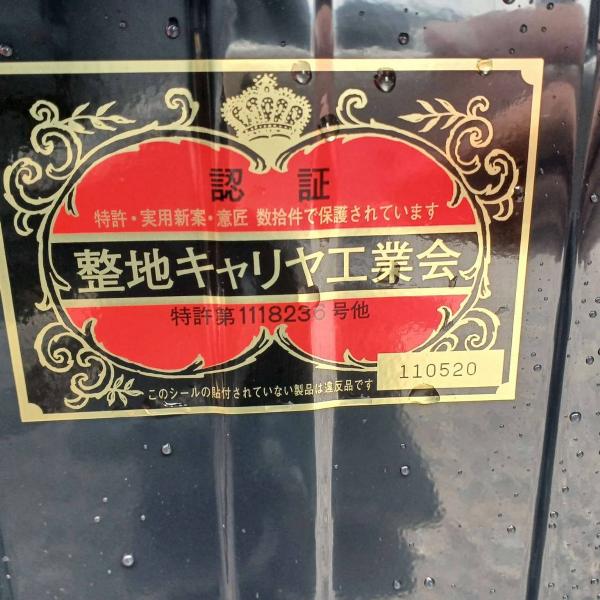 認証
特許・実用新案・意匠 数拾件で保護されています
整地キャリヤ工業会
特許第1118236号他
110520
このシールの貼付されていない製品は違反品です